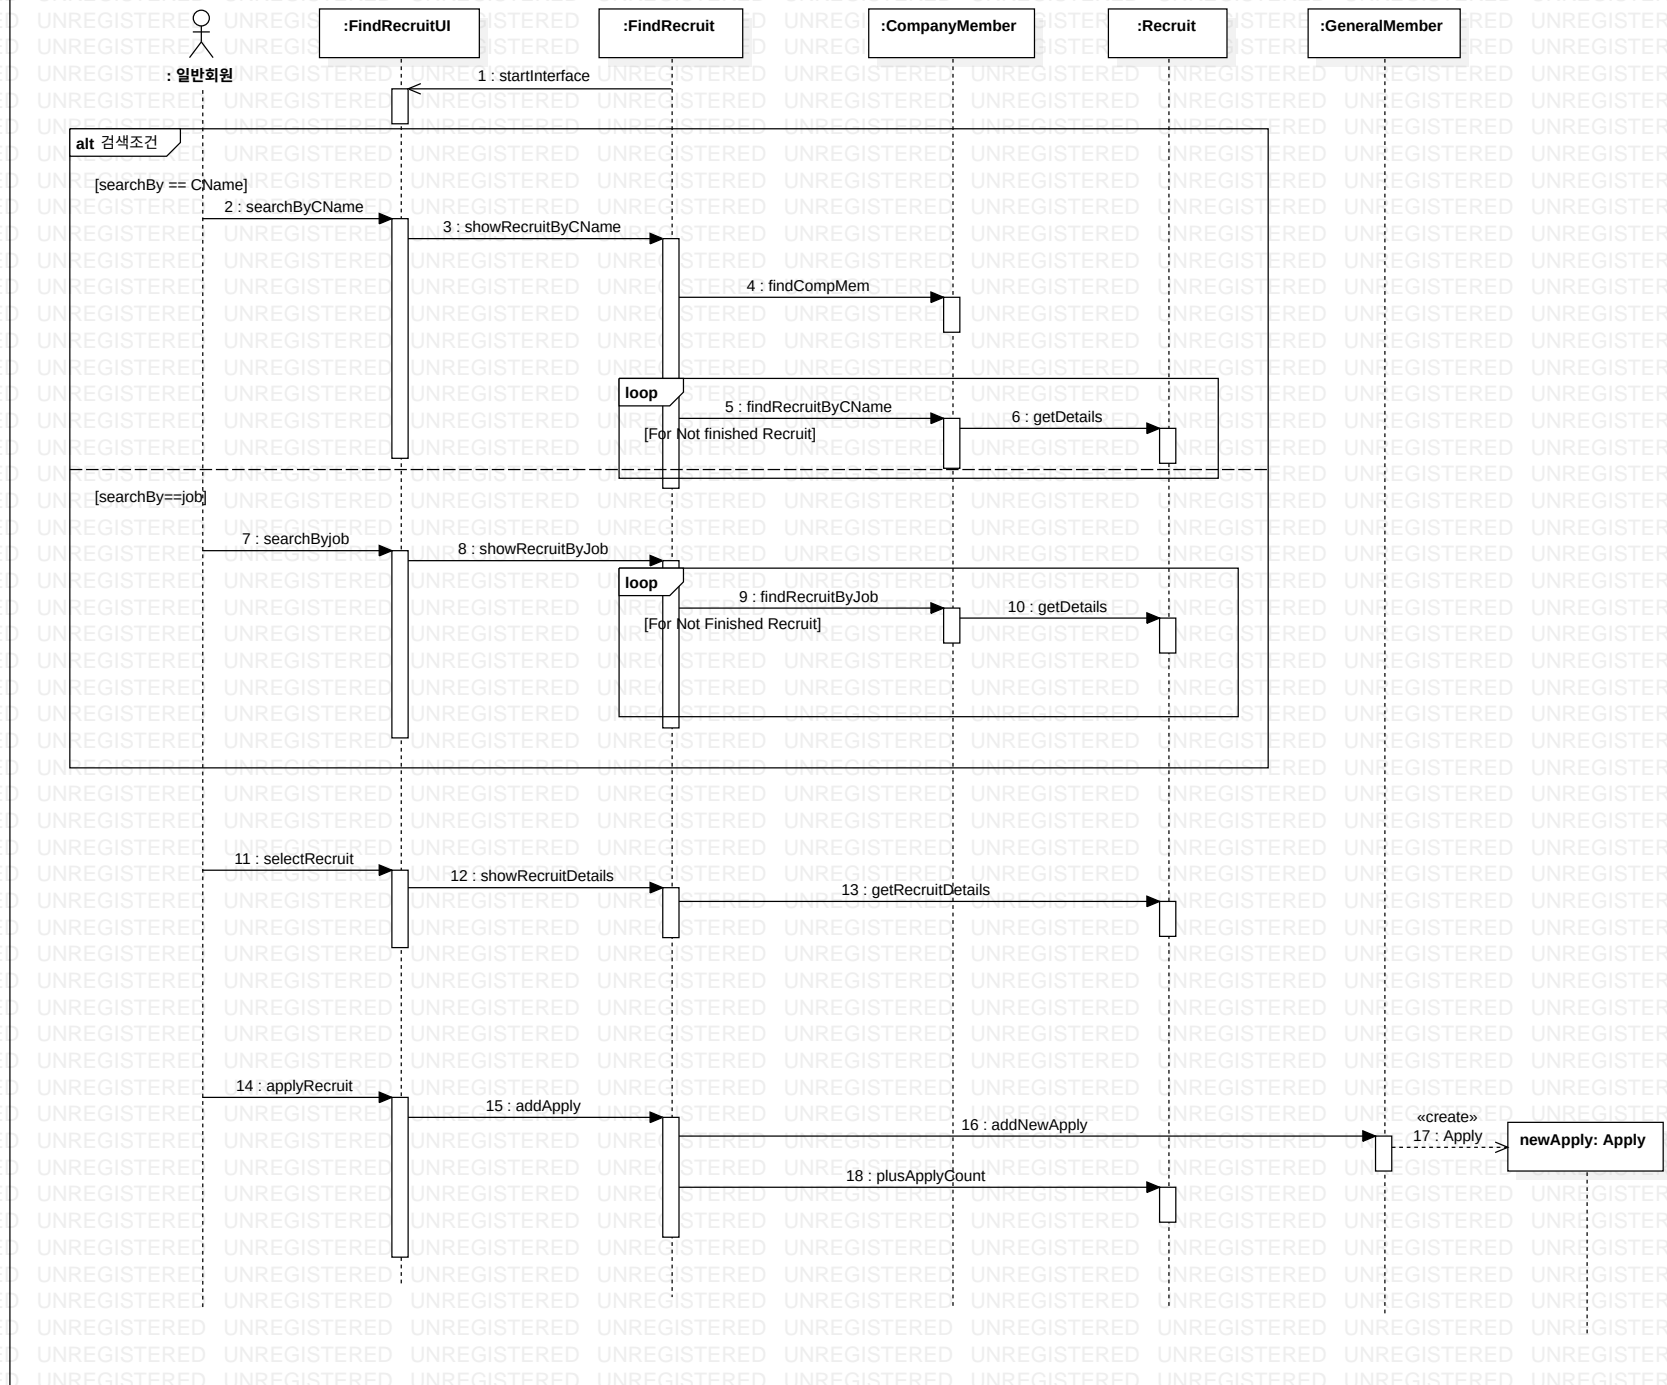 :FindRecruitUI
:FindRecruit
:CompanyMember
:Recruit
:GeneralMember
: 일반회원
1 : startInterface
alt 검색조건
[searchBy == CName]
2 : searchByCName
3 : showRecruitByCName
4 : findCompMem
loop
5 : findRecruitByCName
6 : getDetails
[For Not finished Recruit]
[searchBy==job]
7 : searchByjob
8 : showRecruitByJob
loop
9 : findRecruitByJob
10 : getDetails
[For Not Finished Recruit]
11 : selectRecruit
12 : showRecruitDetails
13 : getRecruitDetails
14 : applyRecruit
15 : addApply
16 : addNewApply
«create»
17 : Apply
newApply: Apply
18 : plusApplyCount
UNREGISTERED